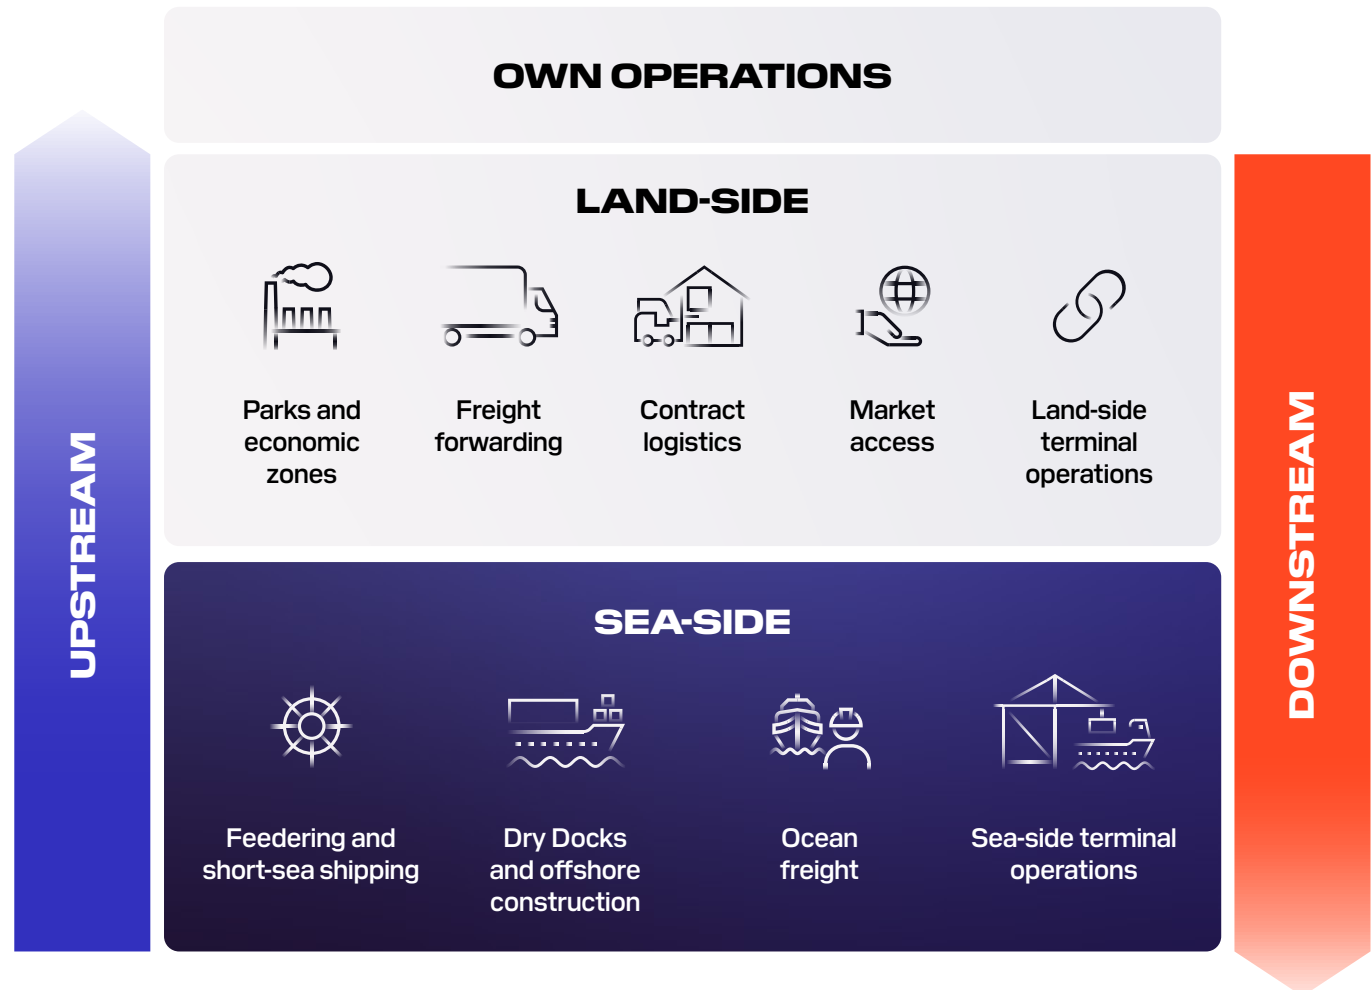 OWN OPERATIONS
UPSTREAM
LAND-SIDE
Parks and
economic
zones
Freight
forwarding
Contract
logistics
Market
access
Land-side
terminal
operations
SEA-SIDE
Feedering and
short-sea shipping
Dry Docks
and offshore
construction
Ocean
freight
Sea-side terminal
operations
DOWNSTREAM